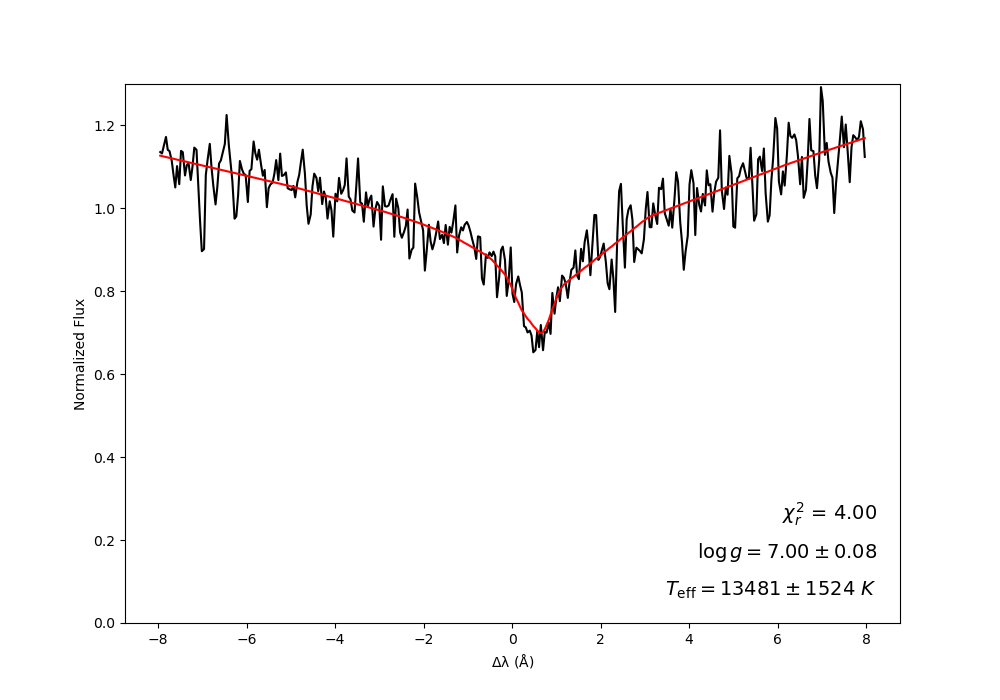 1.2
1.0
0.8
0.6
0.4
0.2
0.0
Normalized Flux
χ²ᵣ = 4.00
log g = 7.00 ± 0.08
T_eff = 13481 ± 1524 K
−8 −6 −4 −2 0 2 4 6 8
Δλ (Å)